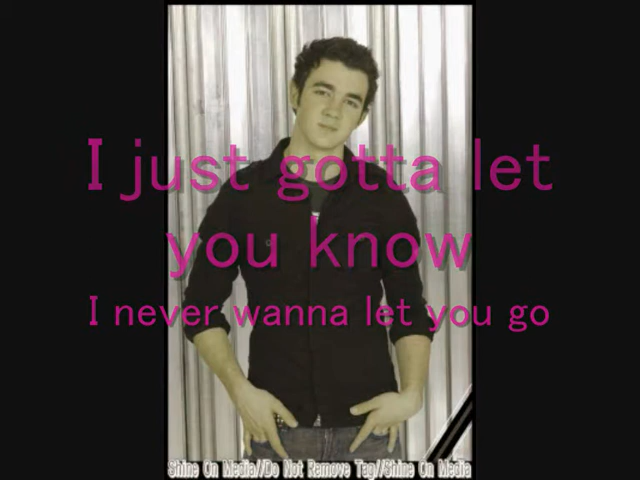 I just gotta let
you know
I never wanna let you go
Shine On Media//Do Not Remove Tag//Shine On Media